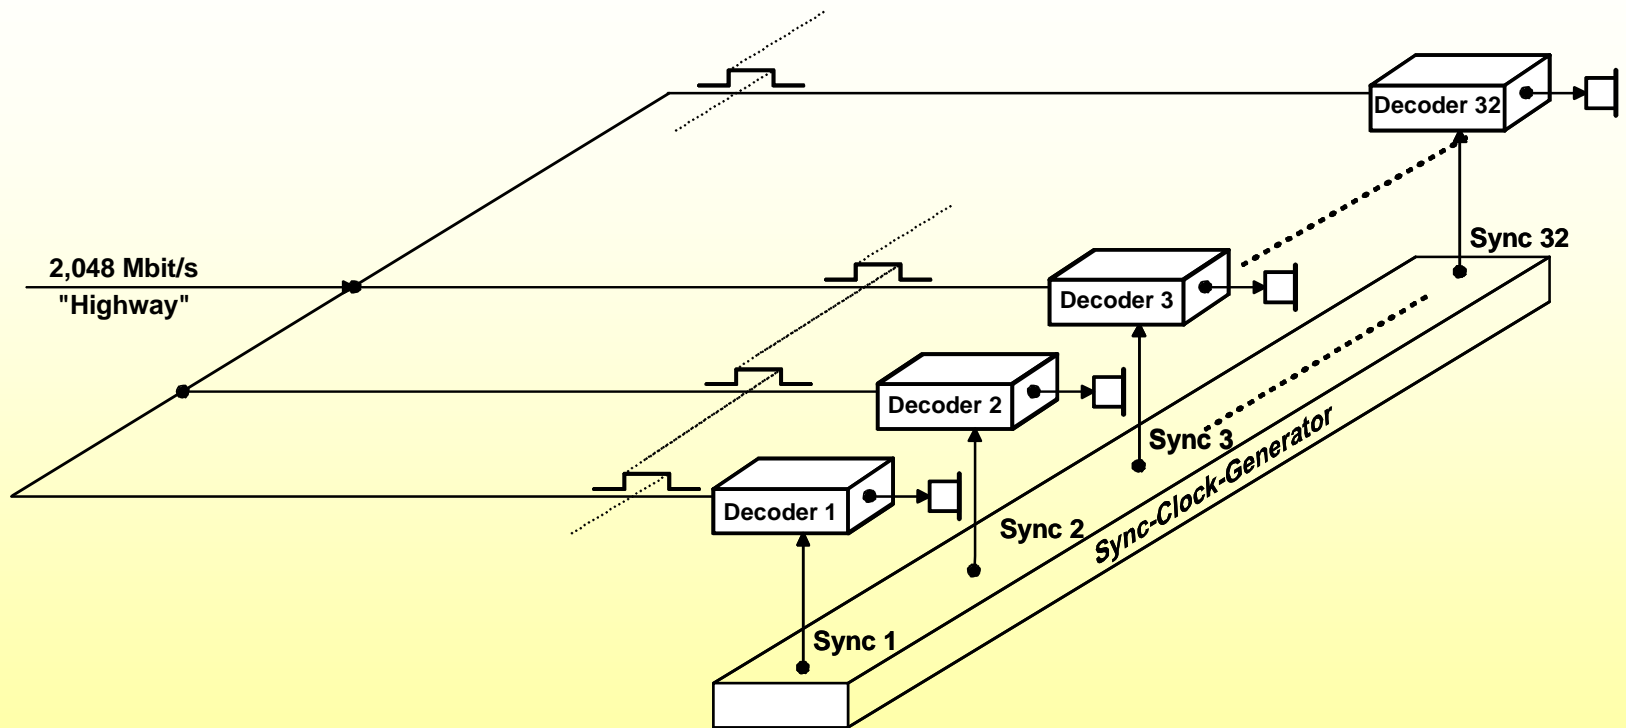 Decoder 32
Sync 32
2,048 Mbit/s
"Highway"
Decoder 3
Sync 3
Decoder 2
Sync 2
Decoder 1
Sync 1
Sync-Clock-Generator